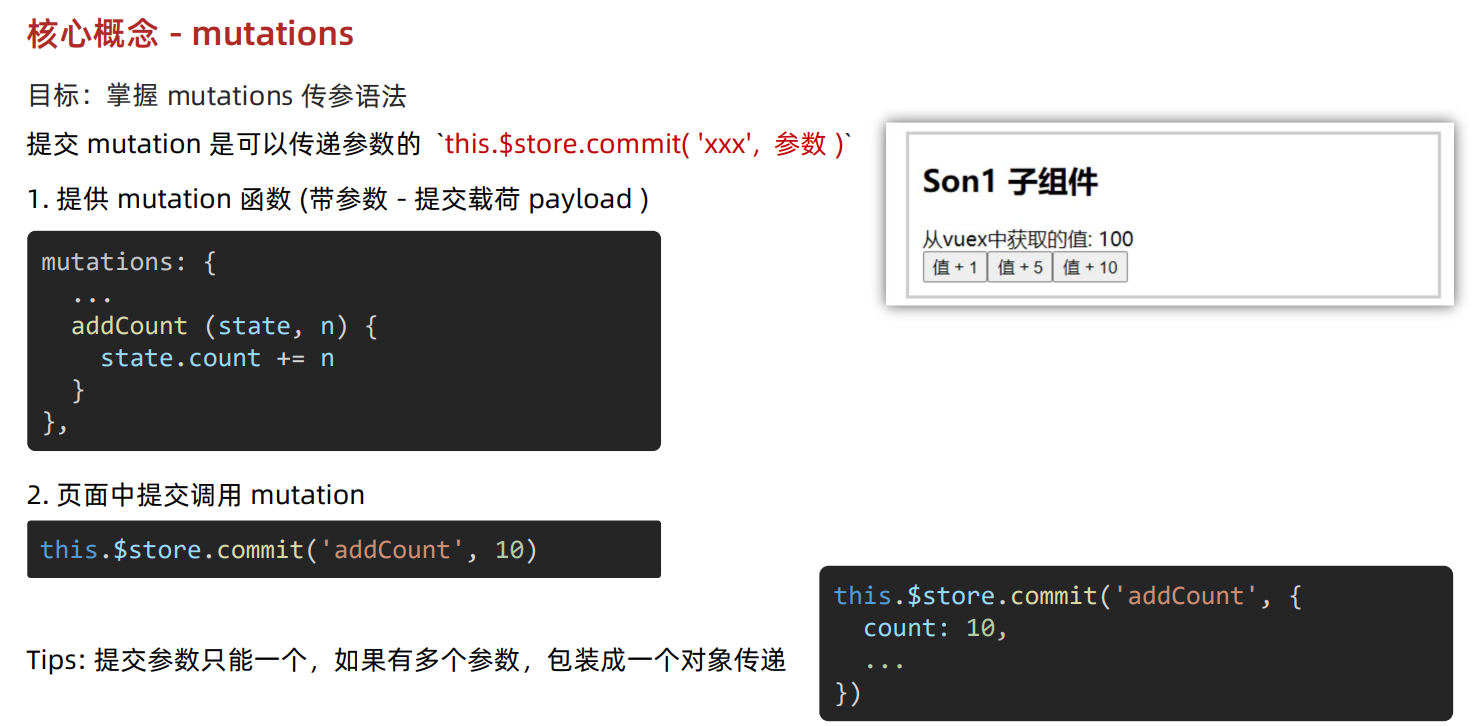 核心概念 - mutations
目标：掌握 mutations 传参语法
提交 mutation 是可以传递参数的 `this.$store.commit( 'xxx', 参数 )`
1. 提供 mutation 函数 (带参数 - 提交载荷 payload )
mutations: {
  ...
  addCount (state, n) {
    state.count += n
  }
},
2. 页面中提交调用 mutation
this.$store.commit('addCount', 10)
Tips: 提交参数只能一个，如果有多个参数，包装成一个对象传递
this.$store.commit('addCount', {
  count: 10,
  ...
})
Son1 子组件
从vuex中获取的值: 100
值 + 1 值 + 5 值 + 10